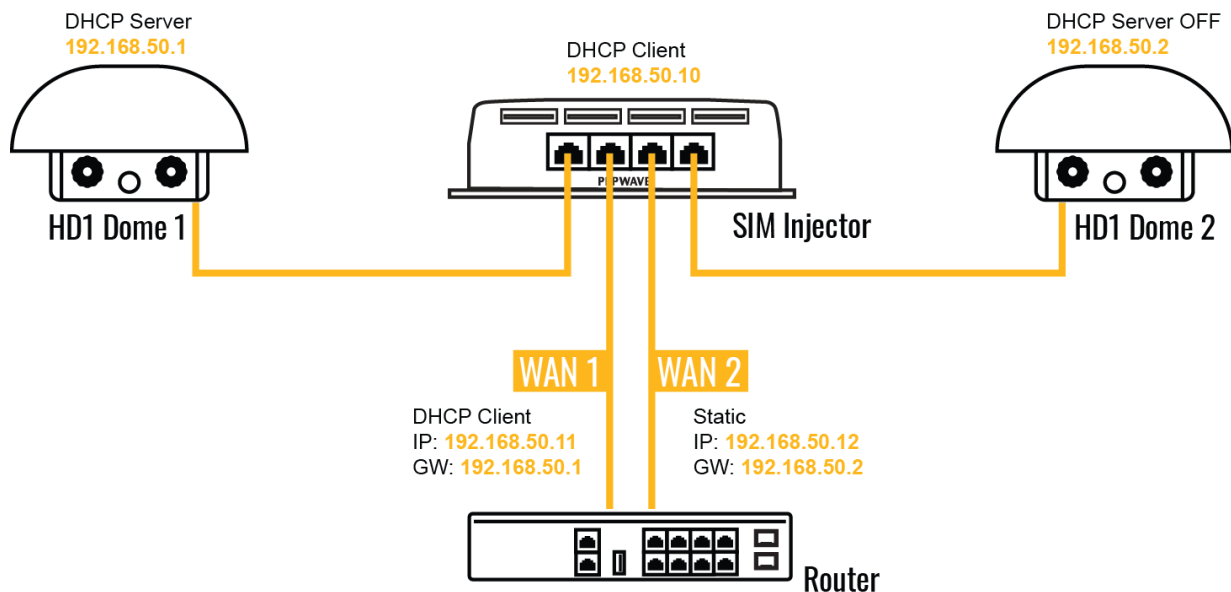 DHCP Server
192.168.50.1
HD1 Dome 1
DHCP Client
192.168.50.10
PEPWAVE
SIM Injector
DHCP Server OFF
192.168.50.2
HD1 Dome 2
WAN 1
DHCP Client
IP: 192.168.50.11
GW: 192.168.50.1
WAN 2
Static
IP: 192.168.50.12
GW: 192.168.50.2
Router